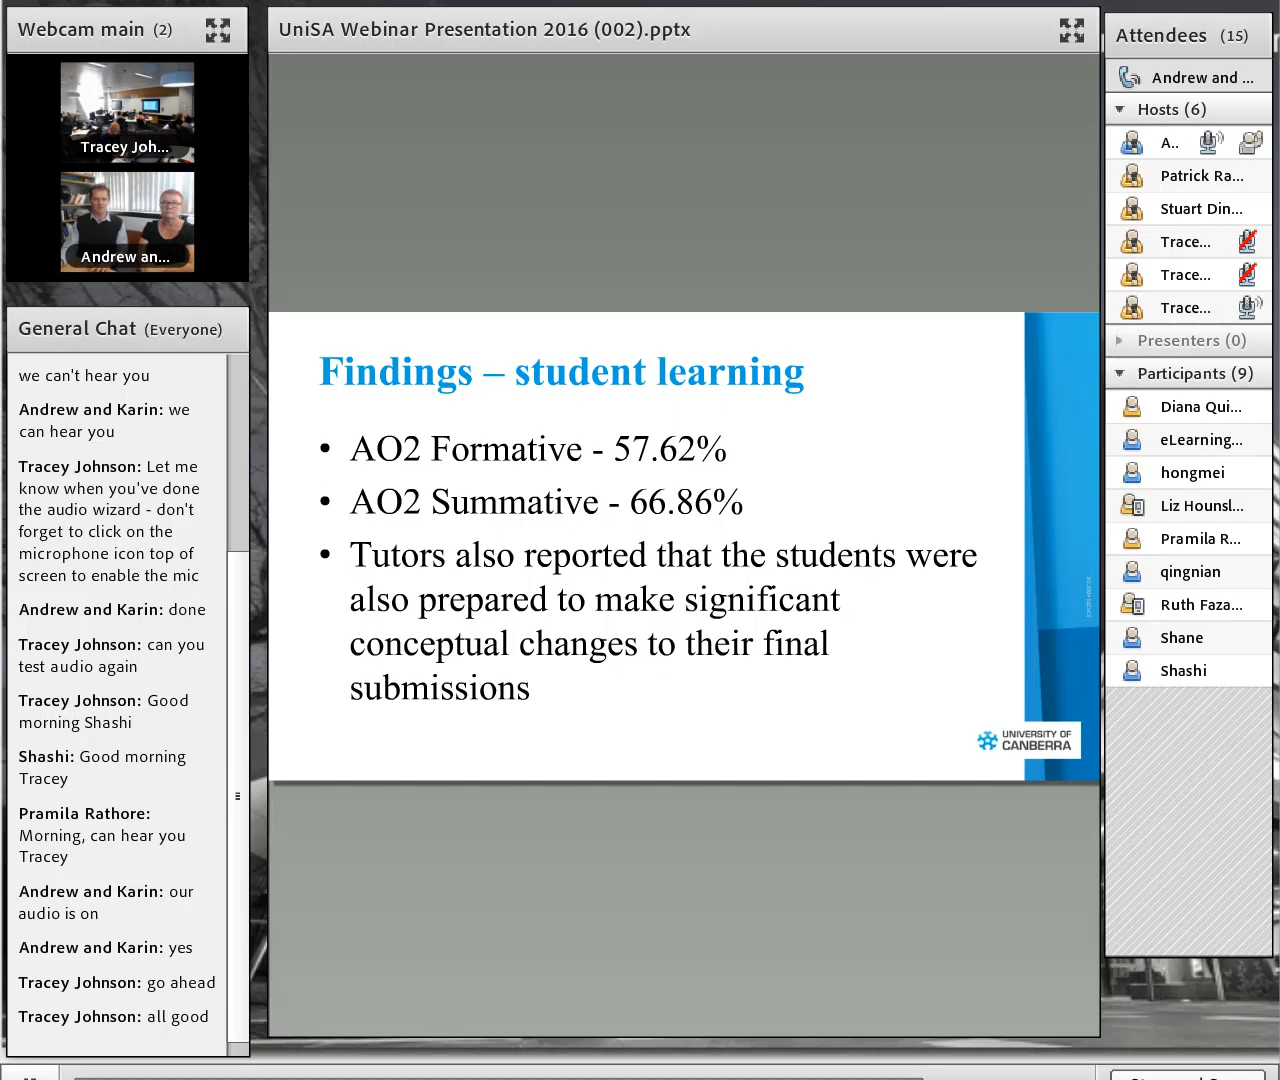 Webcam main (2)
Tracey Joh...
Andrew an...
General Chat (Everyone)
we can't hear you
Andrew and Karin: we
can hear you
Tracey Johnson: Let me
know when you've done
the audio wizard - don't
forget to click on the
microphone icon top of
screen to enable the mic
Andrew and Karin: done
Tracey Johnson: can you
test audio again
Tracey Johnson: Good
morning Shashi
Shashi: Good morning
Tracey
Pramila Rathore:
Morning, can hear you
Tracey
Andrew and Karin: our
audio is on
Andrew and Karin: yes
Tracey Johnson: go ahead
Tracey Johnson: all good
UniSA Webinar Presentation 2016 (002).pptx
Findings – student learning
• AO2 Formative - 57.62%
• AO2 Summative - 66.86%
• Tutors also reported that the students were
also prepared to make significant
conceptual changes to their final
submissions
UNIVERSITY OF
CANBERRA
Attendees (15)
Andrew and ...
Hosts (6)
A..
Patrick Ra...
Stuart Din...
Trace...
Trace...
Trace...
Presenters (0)
Participants (9)
Diana Qui...
eLearning...
hongmei
Liz Hounsl...
Pramila R...
qingnian
Ruth Faza...
Shane
Shashi